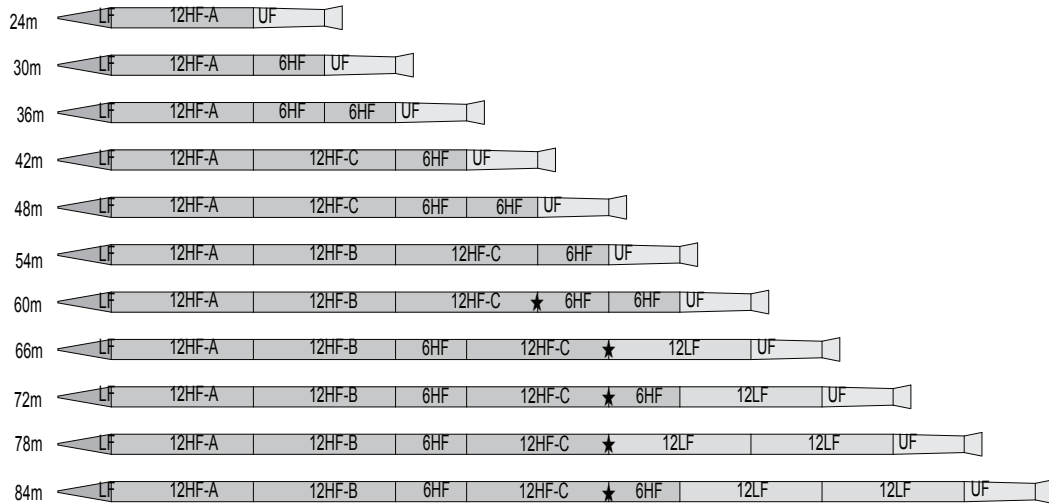 24m LF 12HF-A UF
30m LF 12HF-A 6HF UF
36m LF 12HF-A 6HF 6HF UF
42m LF 12HF-A 12HF-C 6HF UF
48m LF 12HF-A 12HF-C 6HF 6HF UF
54m LF 12HF-A 12HF-B 12HF-C 6HF UF
60m LF 12HF-A 12HF-B 12HF-C 6HF 6HF UF
66m LF 12HF-A 12HF-B 6HF 12HF-C 12LF UF
72m LF 12HF-A 12HF-B 6HF 12HF-C 6HF 12LF UF
78m LF 12HF-A 12HF-B 6HF 12HF-C 12LF 12LF UF
84m LF 12HF-A 12HF-B 6HF 12HF-C 6HF 12LF 12LF UF